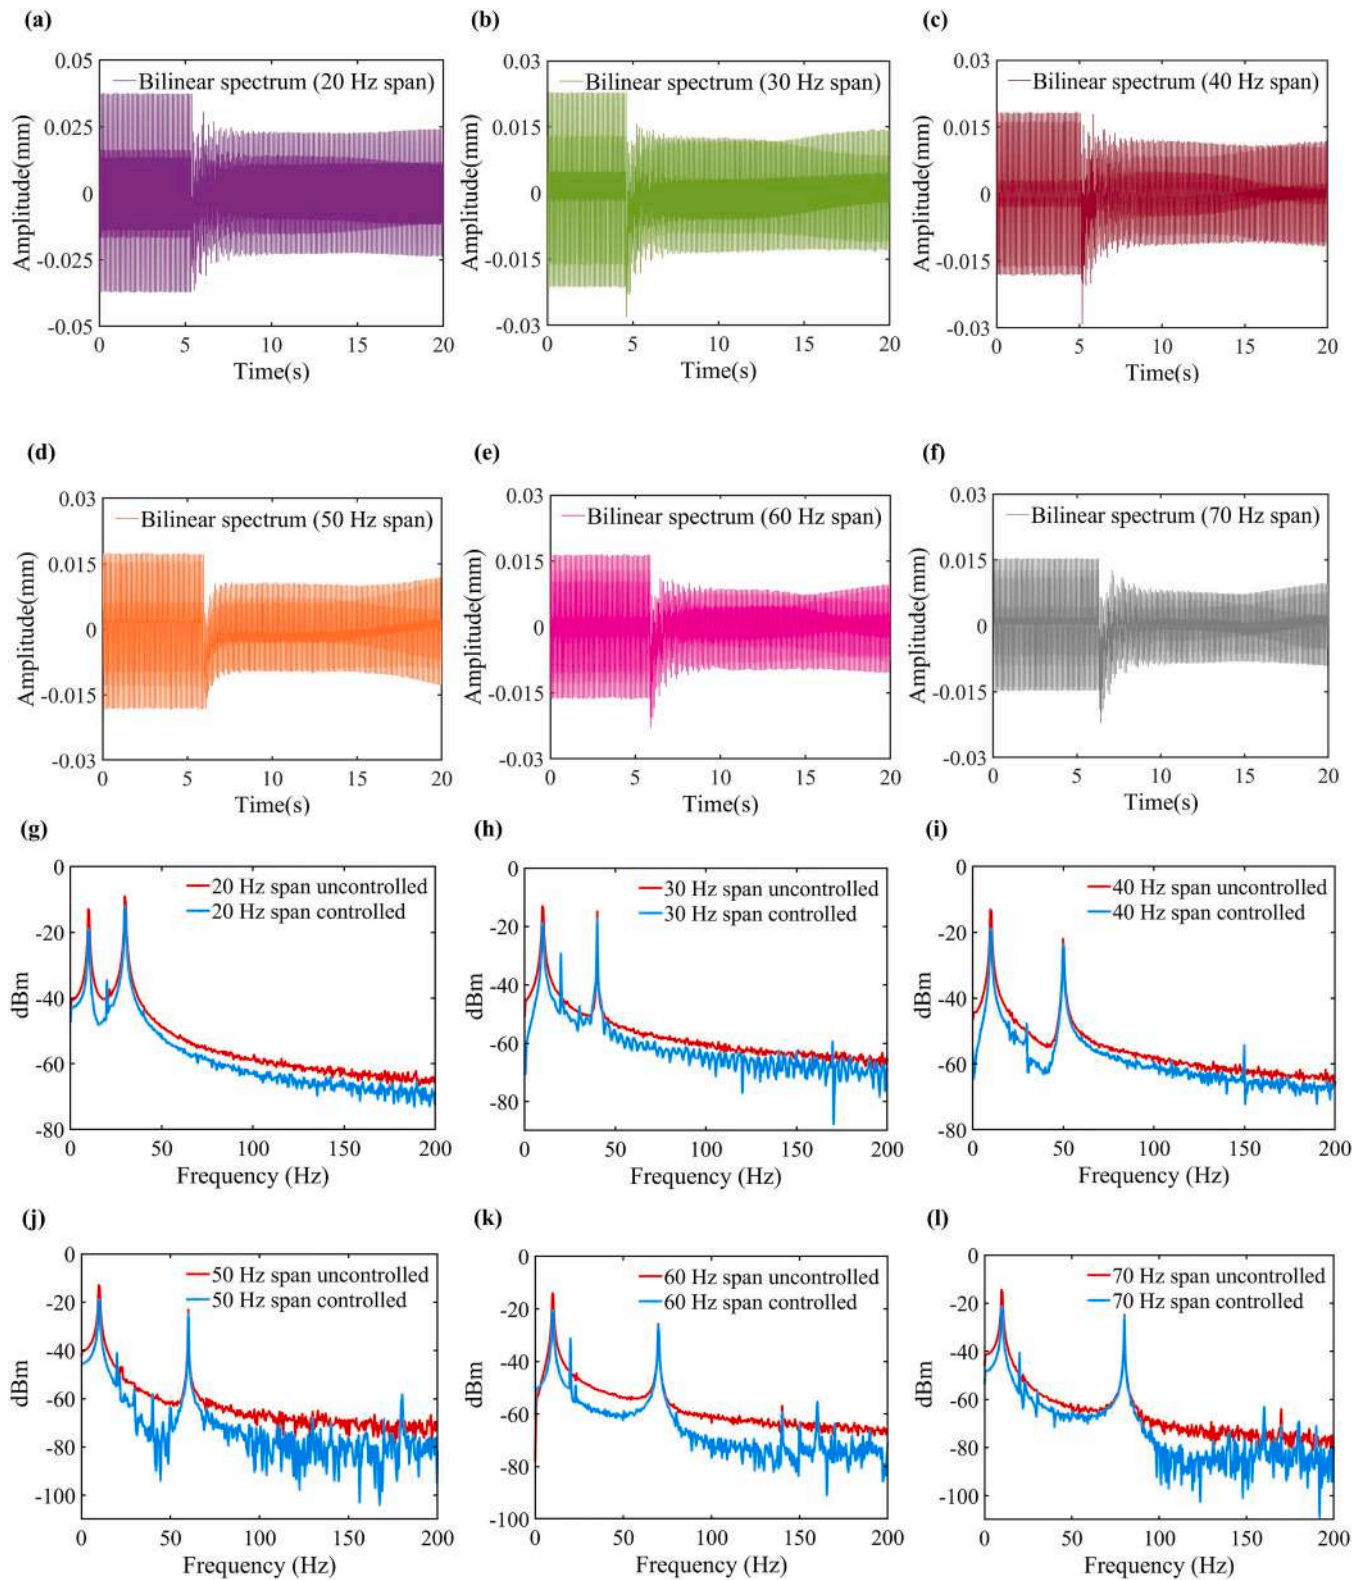 (a)
(b)
(c)
0.05
0.025
0
-0.025
-0.05
Amplitude(mm)
Bilinear spectrum (20 Hz span)
0 5 10 15 20
Time(s)
0.03
0.015
0
-0.015
-0.03
Amplitude(mm)
Bilinear spectrum (30 Hz span)
0 5 10 15 20
Time(s)
0.03
0.015
0
-0.015
-0.03
Amplitude(mm)
Bilinear spectrum (40 Hz span)
0 5 10 15 20
Time(s)
(d)
(e)
(f)
0.03
0.015
0
-0.015
-0.03
Amplitude(mm)
Bilinear spectrum (50 Hz span)
0 5 10 15 20
Time(s)
0.03
0.015
0
-0.015
-0.03
Amplitude(mm)
Bilinear spectrum (60 Hz span)
0 5 10 15 20
Time(s)
0.03
0.015
0
-0.015
-0.03
Amplitude(mm)
Bilinear spectrum (70 Hz span)
0 5 10 15 20
Time(s)
(g)
(h)
(i)
0
-20
-40
-60
-80
dBm
20 Hz span uncontrolled
20 Hz span controlled
0 50 100 150 200
Frequency (Hz)
0
-20
-40
-60
-80
dBm
30 Hz span uncontrolled
30 Hz span controlled
0 50 100 150 200
Frequency (Hz)
0
-20
-40
-60
-80
dBm
40 Hz span uncontrolled
40 Hz span controlled
0 50 100 150 200
Frequency (Hz)
(j)
(k)
(l)
0
-20
-40
-60
-80
-100
dBm
50 Hz span uncontrolled
50 Hz span controlled
0 50 100 150 200
Frequency (Hz)
0
-20
-40
-60
-80
-100
dBm
60 Hz span uncontrolled
60 Hz span controlled
0 50 100 150 200
Frequency (Hz)
0
-20
-40
-60
-80
-100
dBm
70 Hz span uncontrolled
70 Hz span controlled
0 50 100 150 200
Frequency (Hz)